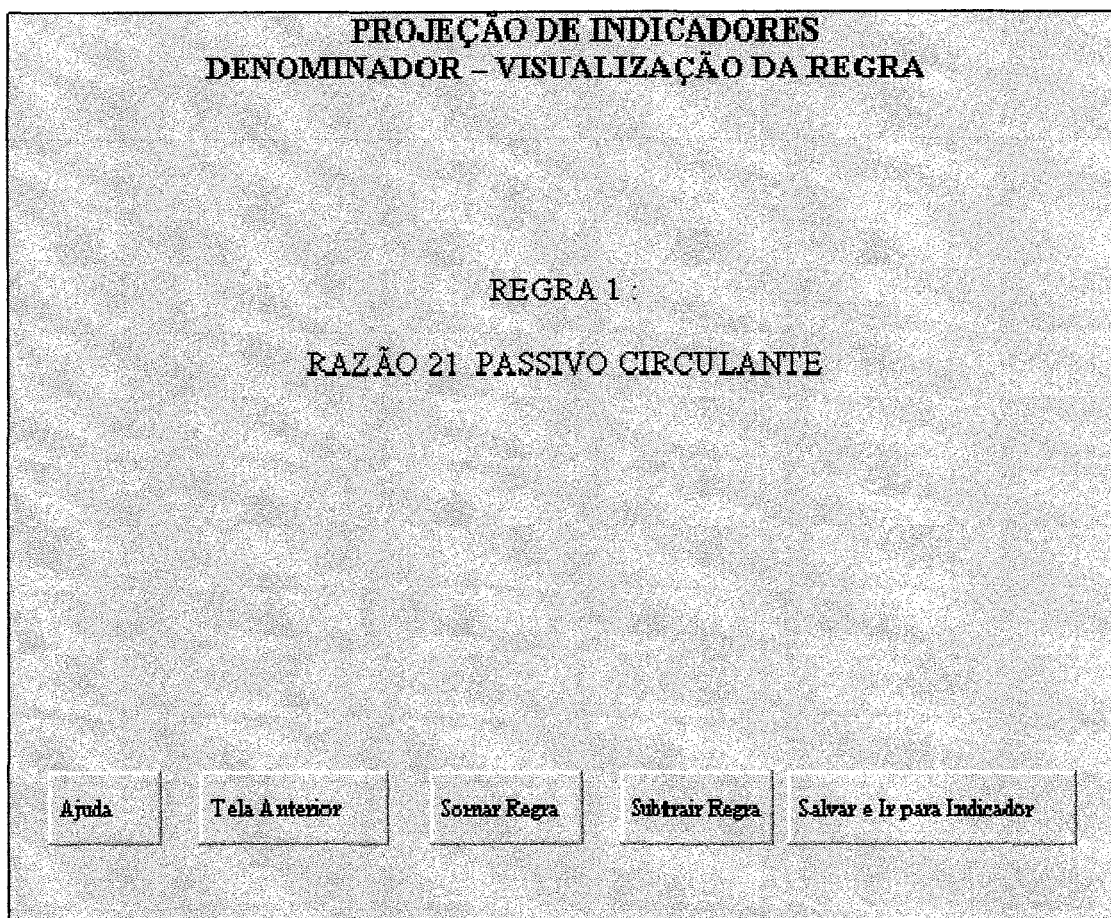 PROJEÇÃO DE INDICADORES
DENOMINADOR – VISUALIZAÇÃO DA REGRA
REGRA 1 :
RAZÃO 21 PASSIVO CIRCULANTE
Ajuda Tela Anterior Somar Regra Subtrair Regra Salvar e Ir para Indicador